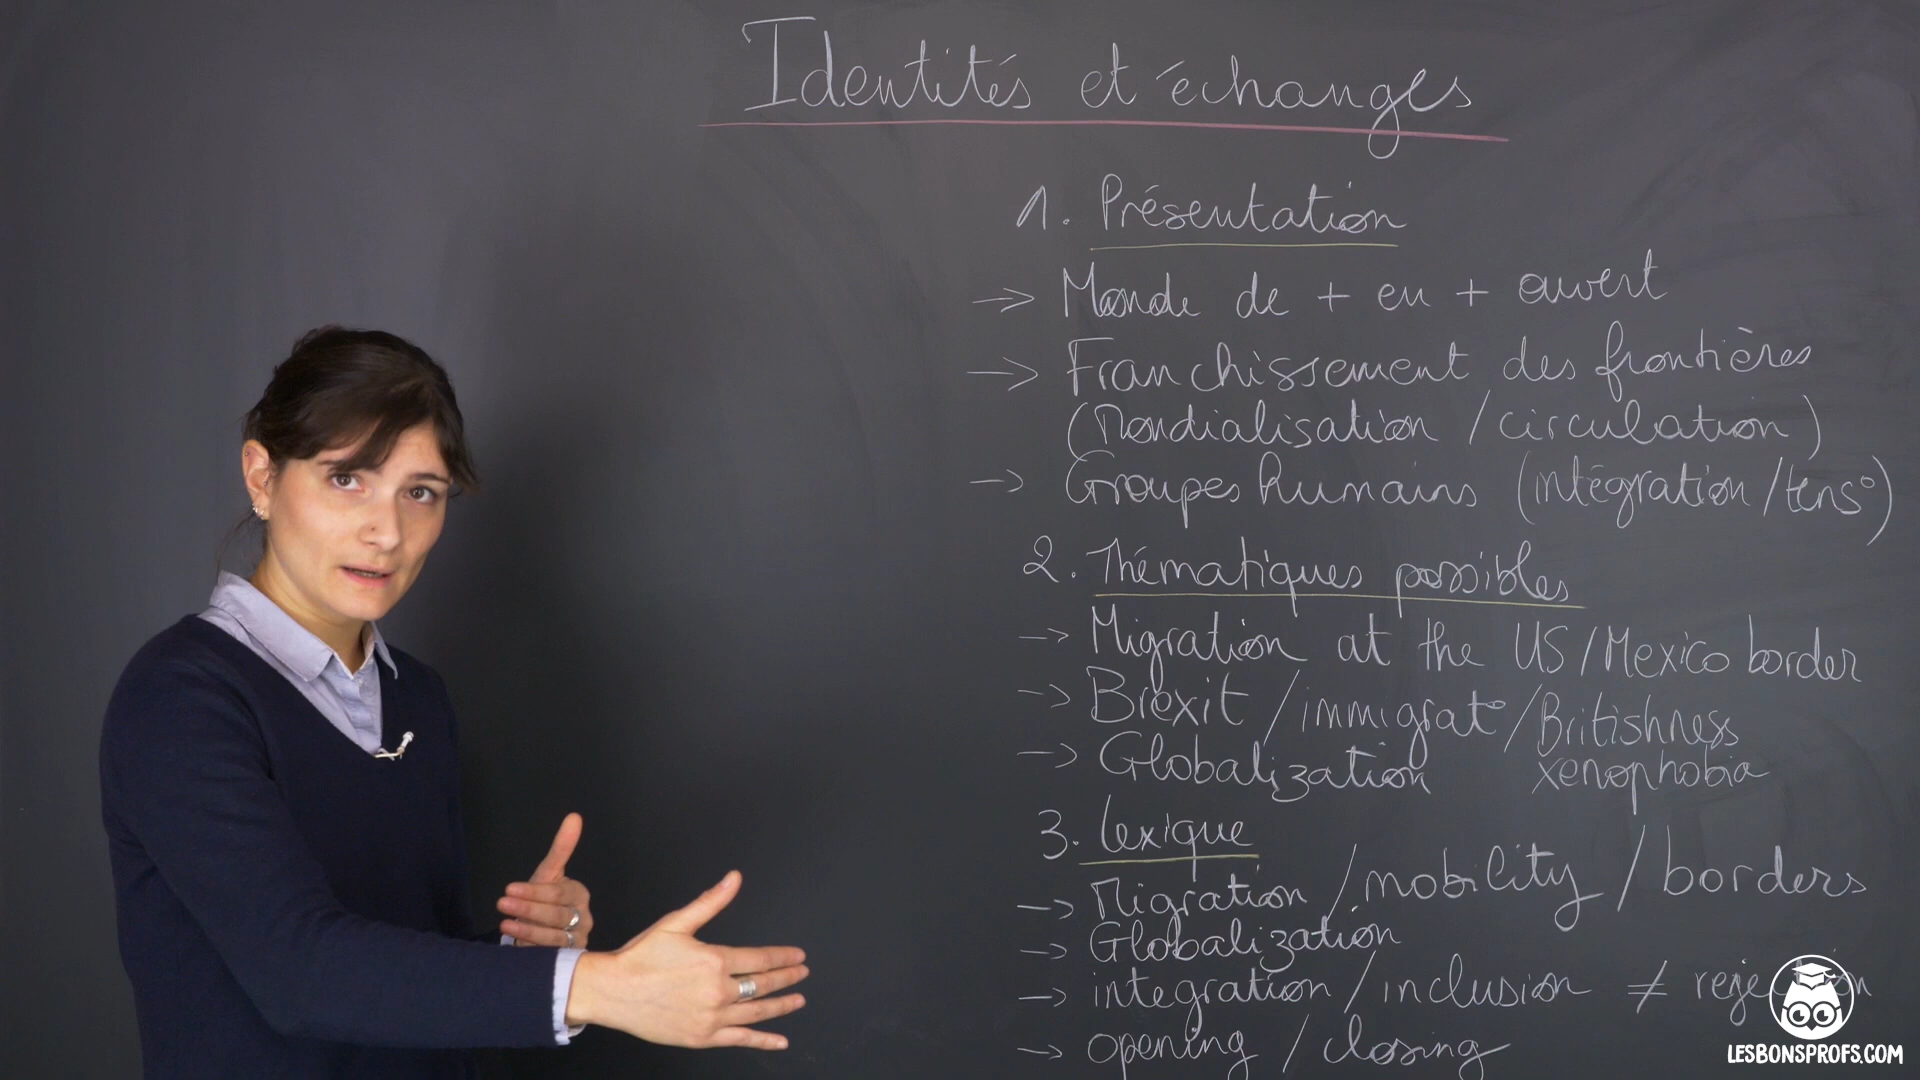 Identités et échanges
1. Présentation
→ Monde de + en + ouvert
→ Franchissement des frontières
(Mondialisation / circulation)
→ Groupes humains (intégration / tens°)
2. Thématiques possibles
→ Migration at the US / Mexico border
→ Brexit / immigrat° / Britishness
xenophobia
→ Globalization
3. Lexique
→ Migration / mobility / borders
→ Globalization
→ integration / inclusion ≠ rejection
→ opening / closing
LESBONSPROFS.COM